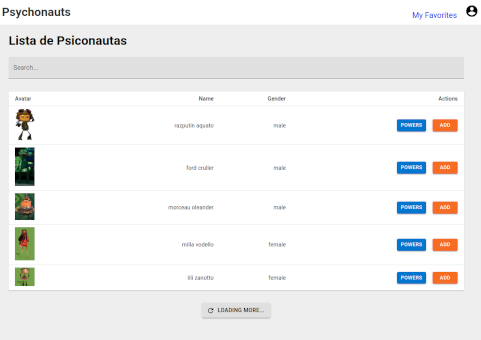 Psychonauts
My Favorites
Lista de Psiconautas
Search...
Avatar Name Gender Actions
razputin aquato male POWERS ADD
ford cruller male POWERS ADD
morceau oleander male POWERS ADD
milla vodello female POWERS ADD
lili zanotto female POWERS ADD
LOADING MORE...